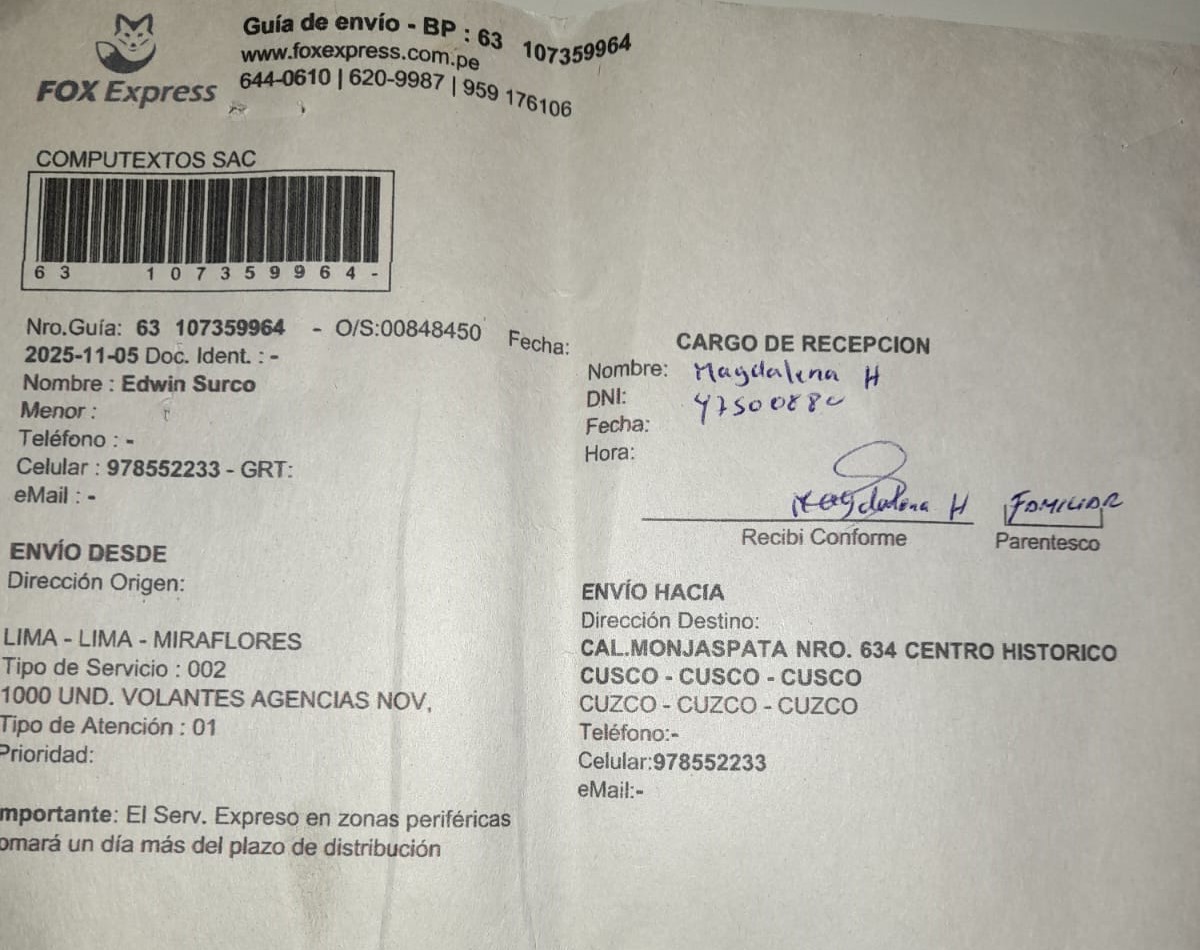 FOX Express
Guía de envío - BP : 63 107359964
www.foxexpress.com.pe
644-0610 | 620-9987 | 959 176106
COMPUTEXTOS SAC
63 107359964-
Nro.Guía: 63 107359964 - O/S:00848450 Fecha:
2025-11-05 Doc. Ident. : -
Nombre : Edwin Surco
Menor :
Teléfono : -
Celular : 978552233 - GRT:
eMail : -
CARGO DE RECEPCION
Nombre: Magdalena H
DNI:
Fecha:
Hora:
Magdalena H FAMILIAR
Recibi Conforme Parentesco
ENVÍO DESDE
Dirección Origen:
LIMA - LIMA - MIRAFLORES
Tipo de Servicio : 002
1000 UND. VOLANTES AGENCIAS NOV,
Tipo de Atención : 01
Prioridad:
ENVÍO HACIA
Dirección Destino:
CAL.MONJASPATA NRO. 634 CENTRO HISTORICO
CUSCO - CUSCO - CUSCO
CUZCO - CUZCO - CUZCO
Teléfono:-
Celular:978552233
eMail:-
mportante: El Serv. Expreso en zonas periféricas
omará un día más del plazo de distribución